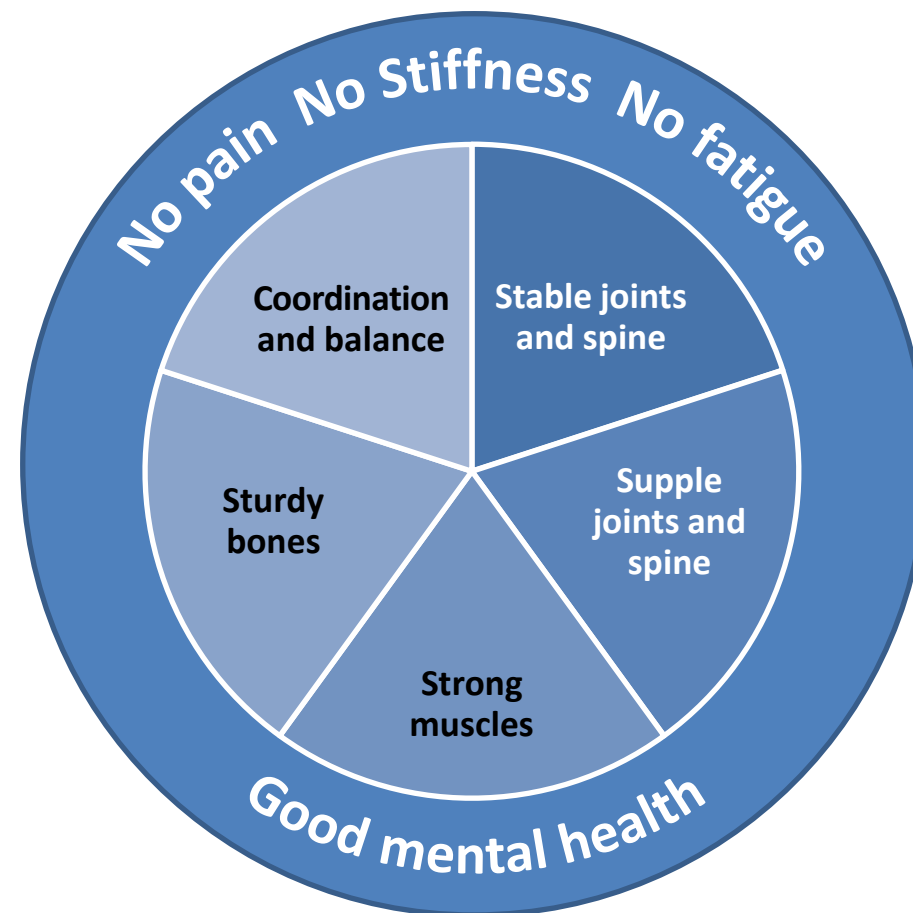 No pain  No Stiffness  No fatigue
Coordination
and balance
Stable joints
and spine
Supple
joints and
spine
Sturdy
bones
Strong
muscles
Good mental health